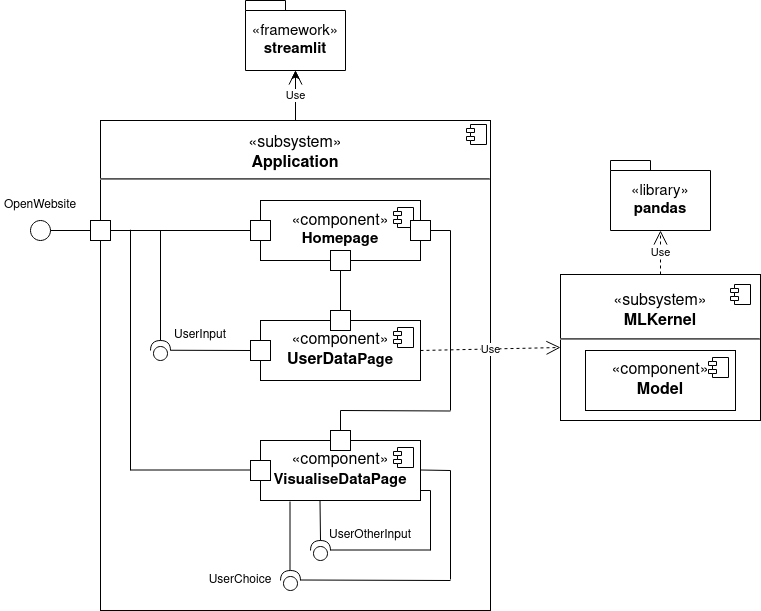 «framework»
streamlit
Use
«subsystem»
Application
OpenWebsite
«component»
Homepage
UserInput
«component»
UserDataPage
Use
«component»
VisualiseDataPage
UserOtherInput
UserChoice
«library»
pandas
Use
«subsystem»
MLKernel
«component»
Model